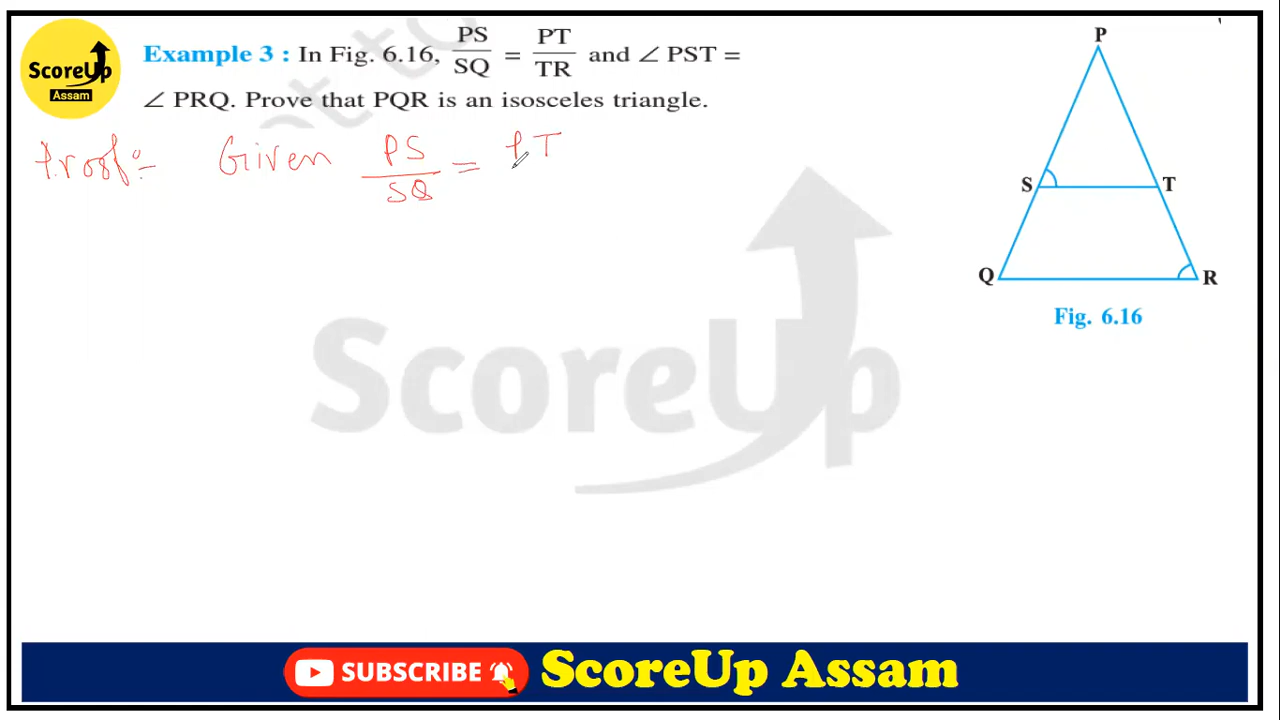 ScoreUp
Assam
Example 3 : In Fig. 6.16, PS/SQ = PT/TR and ∠ PST =
∠ PRQ. Prove that PQR is an isosceles triangle.
Proof:- Given PS/SQ = PT
P
S
T
Q
R
Fig. 6.16
ScoreUp
SUBSCRIBE
ScoreUp Assam